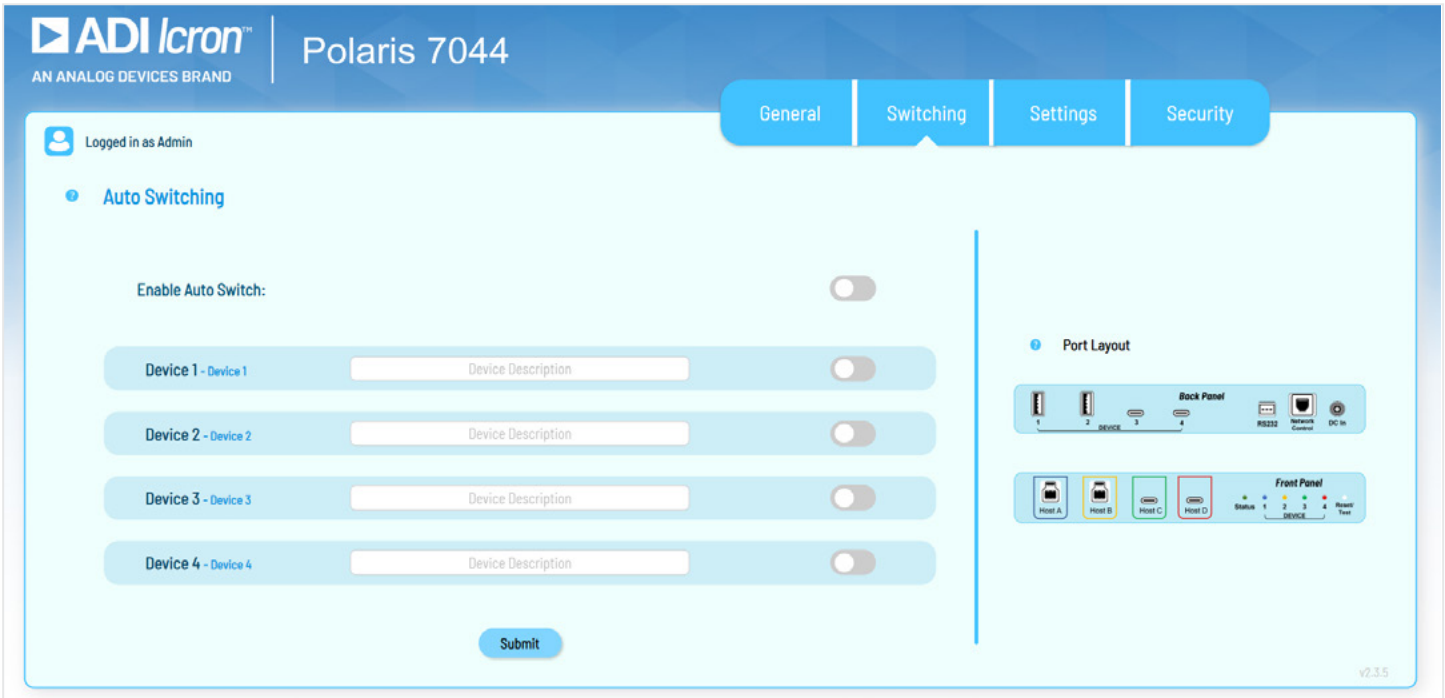 ADI Icron™
AN ANALOG DEVICES BRAND
Polaris 7044
General
Switching
Settings
Security
Logged in as Admin
? Auto Switching
Enable Auto Switch:
Device 1 - Device 1
Device Description
Device 2 - Device 2
Device Description
Device 3 - Device 3
Device Description
Device 4 - Device 4
Device Description
Submit
? Port Layout
Back Panel
1 2 3 4
DEVICE
RS232
Network Control
DC In
Front Panel
Host A
Host B
Host C
Host D
Status 1 2 3 4
DEVICE
Reset/
Test
v2.3.5